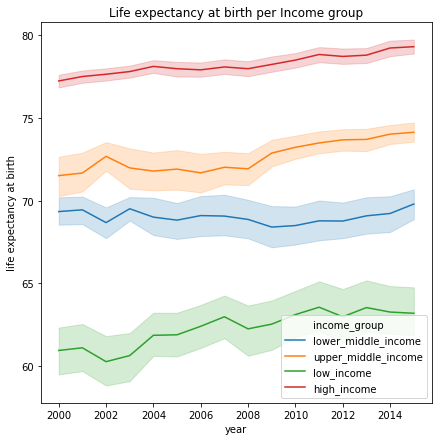 Life expectancy at birth per Income group
life expectancy at birth
80
75
70
65
60
income_group
lower_middle_income
upper_middle_income
low_income
high_income
2000 2002 2004 2006 2008 2010 2012 2014
year